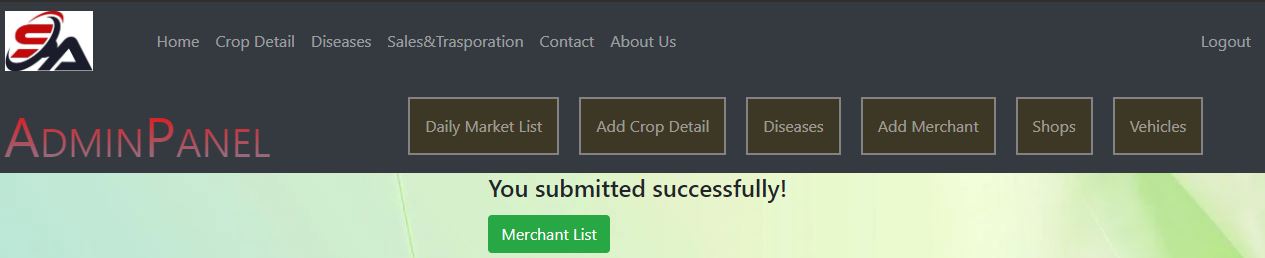 SA
Home Crop Detail Diseases Sales&Trasporation Contact About Us Logout
ADMINPANEL Daily Market List Add Crop Detail Diseases Add Merchant Shops Vehicles
You submitted successfully!
Merchant List